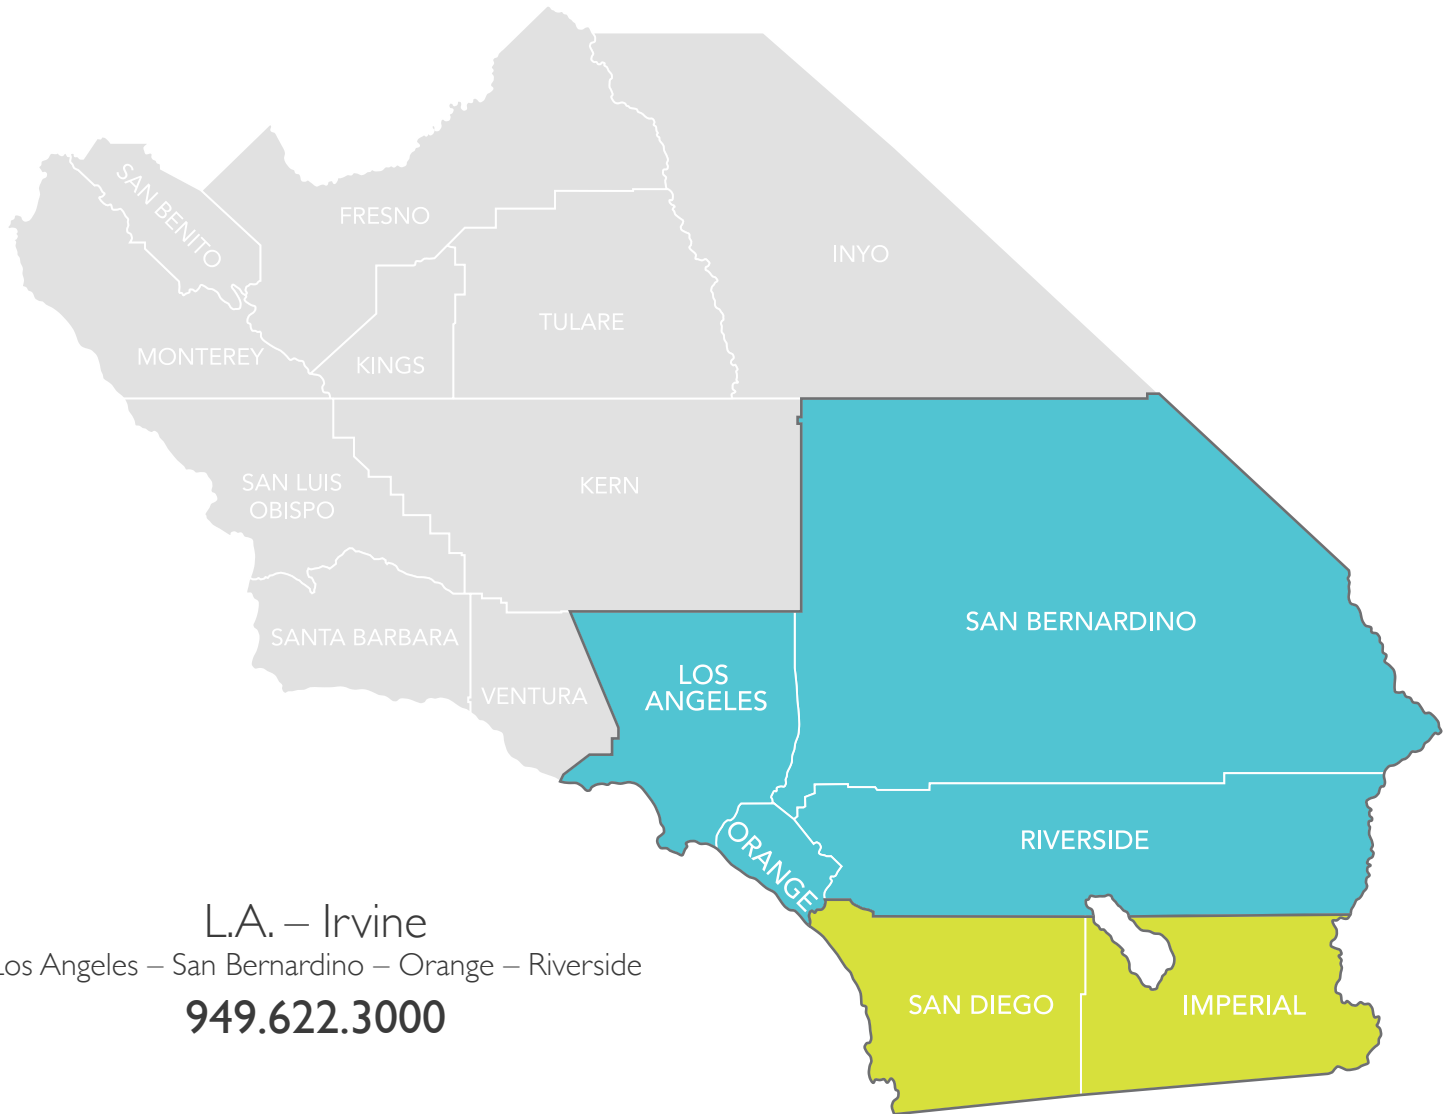 SAN BENITO
FRESNO
INYO
TULARE
MONTEREY
KINGS
SAN LUIS
OBISPO
KERN
SANTA BARBARA
VENTURA
LOS
ANGELES
SAN BERNARDINO
ORANGE
RIVERSIDE
SAN DIEGO
IMPERIAL
L.A. – Irvine
Los Angeles – San Bernardino – Orange – Riverside
949.622.3000